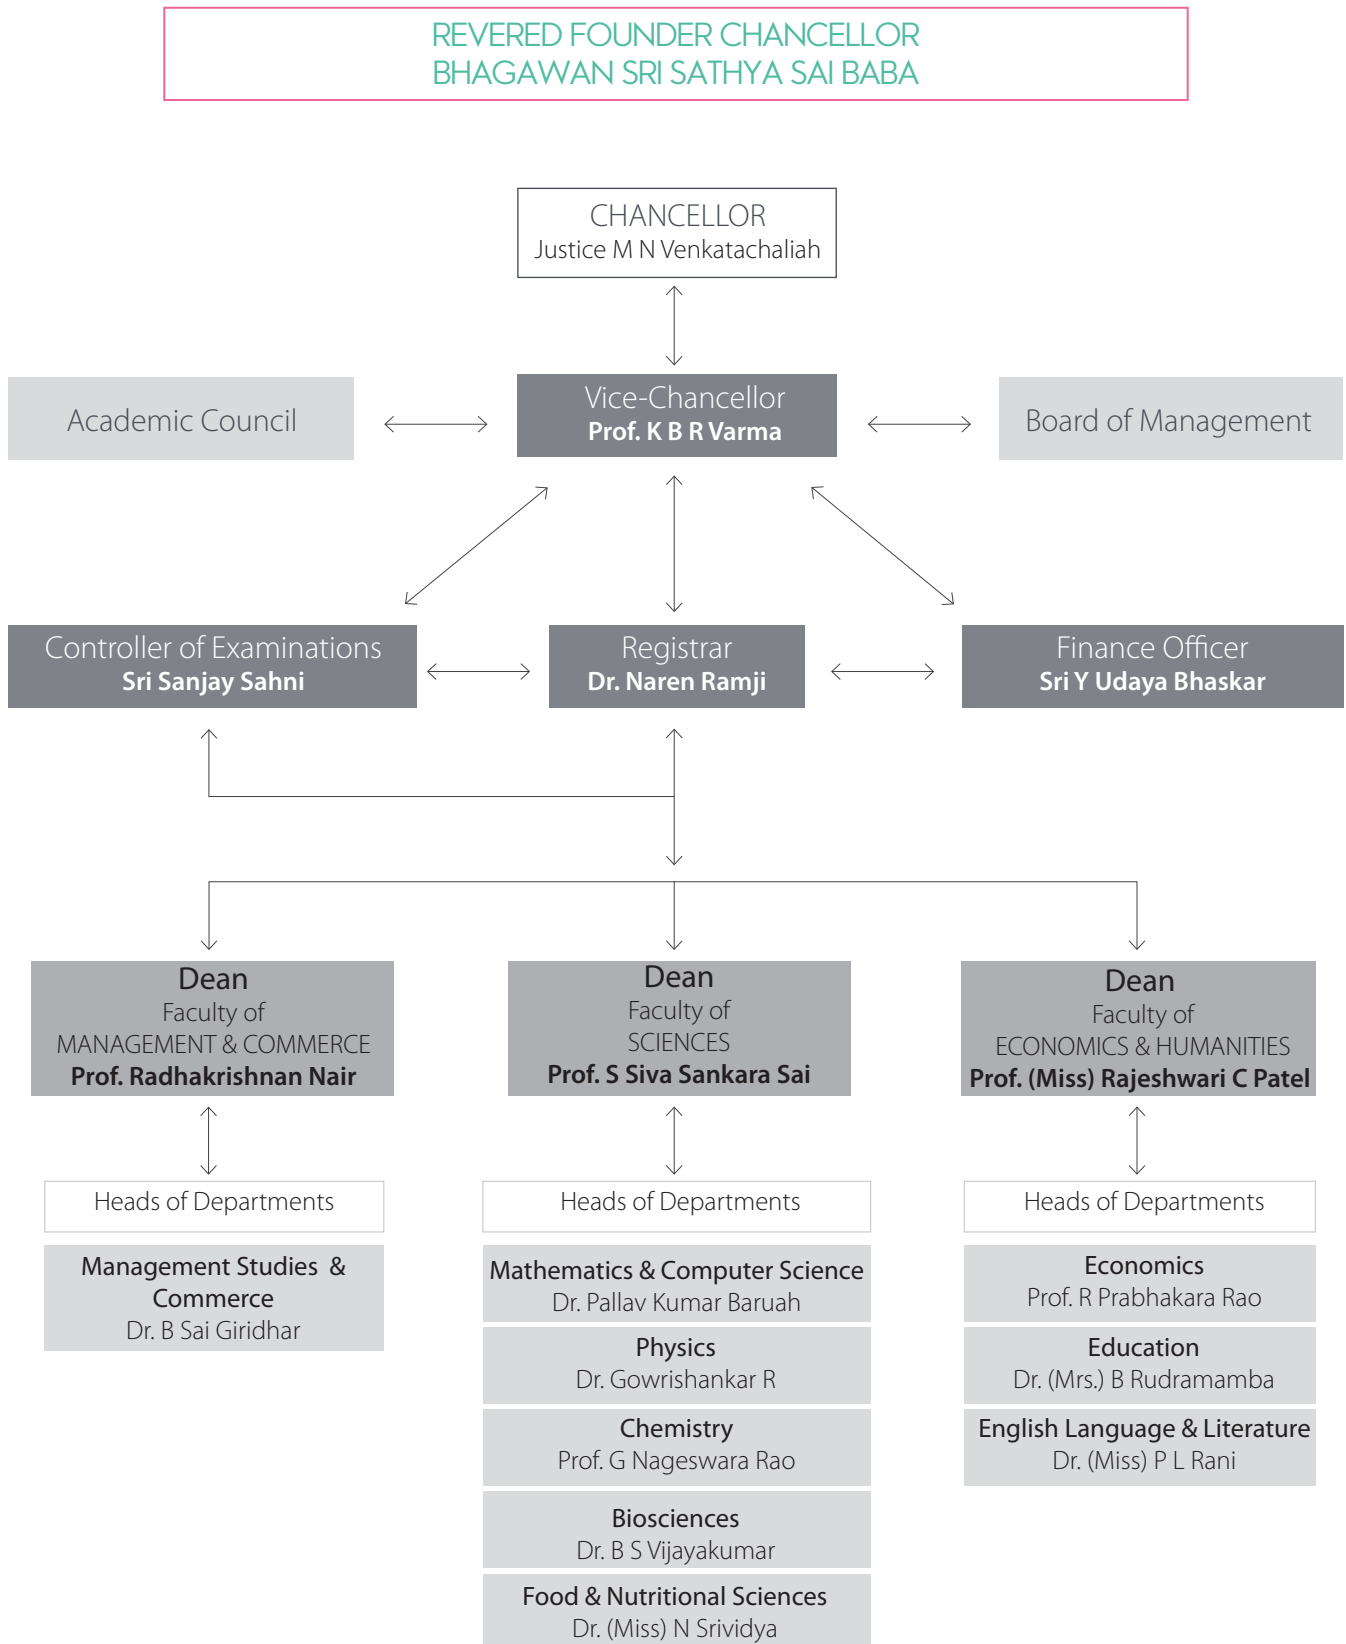 REVERED FOUNDER CHANCELLOR
BHAGAWAN SRI SATHYA SAI BABA
CHANCELLOR
Justice M N Venkatachaliah
Academic Council
Vice-Chancellor
Prof. K B R Varma
Board of Management
Controller of Examinations
Sri Sanjay Sahni
Registrar
Dr. Naren Ramji
Finance Officer
Sri Y Udaya Bhaskar
Dean
Faculty of
MANAGEMENT & COMMERCE
Prof. Radhakrishnan Nair
Dean
Faculty of
SCIENCES
Prof. S Siva Sankara Sai
Dean
Faculty of
ECONOMICS & HUMANITIES
Prof. (Miss) Rajeshwari C Patel
Heads of Departments
Management Studies &
Commerce
Dr. B Sai Giridhar
Heads of Departments
Mathematics & Computer Science
Dr. Pallav Kumar Baruah
Physics
Dr. Gowrishankar R
Chemistry
Prof. G Nageswara Rao
Biosciences
Dr. B S Vijayakumar
Food & Nutritional Sciences
Dr. (Miss) N Srividya
Heads of Departments
Economics
Prof. R Prabhakara Rao
Education
Dr. (Mrs.) B Rudramamba
English Language & Literature
Dr. (Miss) P L Rani